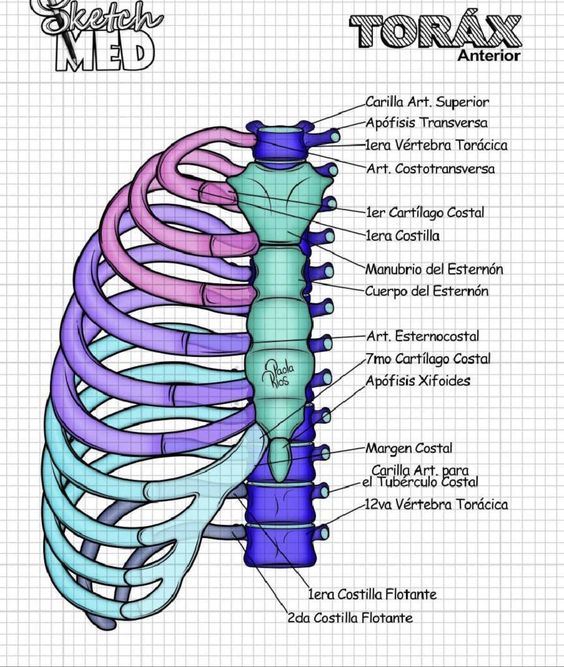 Sketch
MED
TORÁX
Anterior
Carilla Art. Superior
Apófisis Transversa
1era Vértebra Torácica
Art. Costotransversa
1er Cartílago Costal
1era Costilla
Manubrio del Esternón
Cuerpo del Esternón
Art. Esternocostal
7mo Cartílago Costal
Apófisis Xifoides
Paola
Rios
Margen Costal
Carilla Art. para
el Tubérculo Costal
12va Vértebra Torácica
1era Costilla Flotante
2da Costilla Flotante